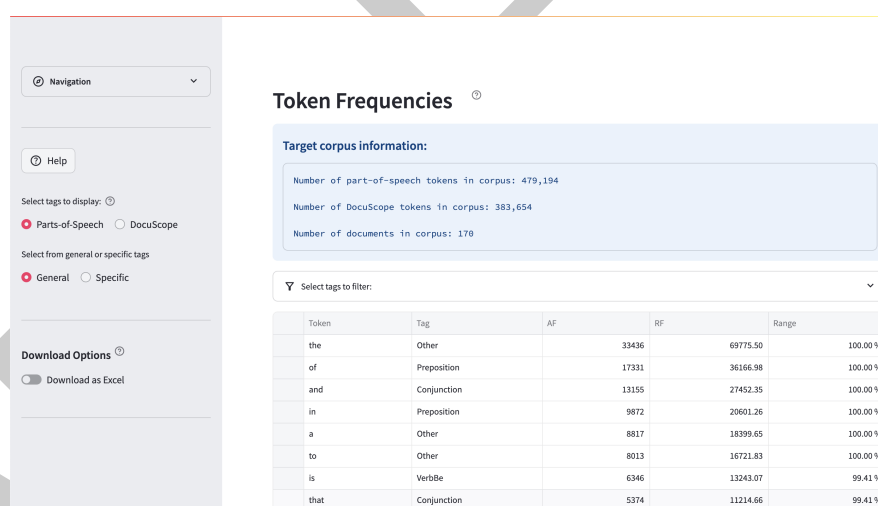 Navigation
Help
Select tags to display:
Parts-of-Speech DocuScope
Select from general or specific tags
General Specific
Download Options
Download as Excel
Token Frequencies
Target corpus information:
Number of part-of-speech tokens in corpus: 479,194
Number of DocuScope tokens in corpus: 383,654
Number of documents in corpus: 170
Select tags to filter:
Token Tag AF RF Range
the Other 33436 69775.50 100.00 %
of Preposition 17331 36166.98 100.00 %
and Conjunction 13155 27452.35 100.00 %
in Preposition 9872 20601.26 100.00 %
a Other 8817 18399.65 100.00 %
to Other 8013 16721.83 100.00 %
is VerbBe 6346 13243.07 99.41 %
that Conjunction 5374 11214.66 99.41 %